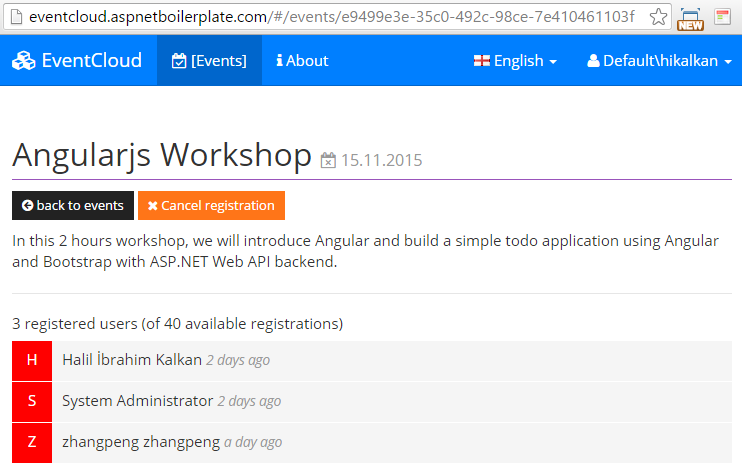 eventcloud.aspnetboilerplate.com/#/events/e9499e3e-35c0-492c-98ce-7e410461103f NEW
EventCloud [Events] About English Default\hikalkan
Angularjs Workshop 15.11.2015
back to events Cancel registration
In this 2 hours workshop, we will introduce Angular and build a simple todo application using Angular
and Bootstrap with ASP.NET Web API backend.
3 registered users (of 40 available registrations)
H Halil İbrahim Kalkan 2 days ago
S System Administrator 2 days ago
Z zhangpeng zhangpeng a day ago